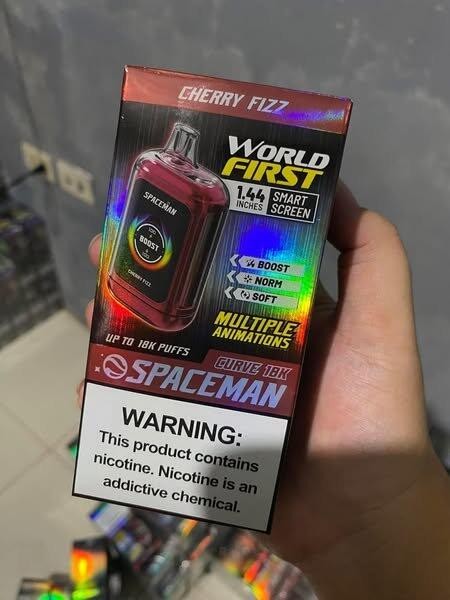 CHERRY FIZZ
WORLD
FIRST
1.44
INCHES
SMART
SCREEN
SPACEMAN
BOOST
CHERRY FIZZ
BOOST
NORM
SOFT
MULTIPLE
ANIMATIONS
UP TO 18K PUFFS
CURVE 18K
SPACEMAN
WARNING:
This product contains
nicotine. Nicotine is an
addictive chemical.